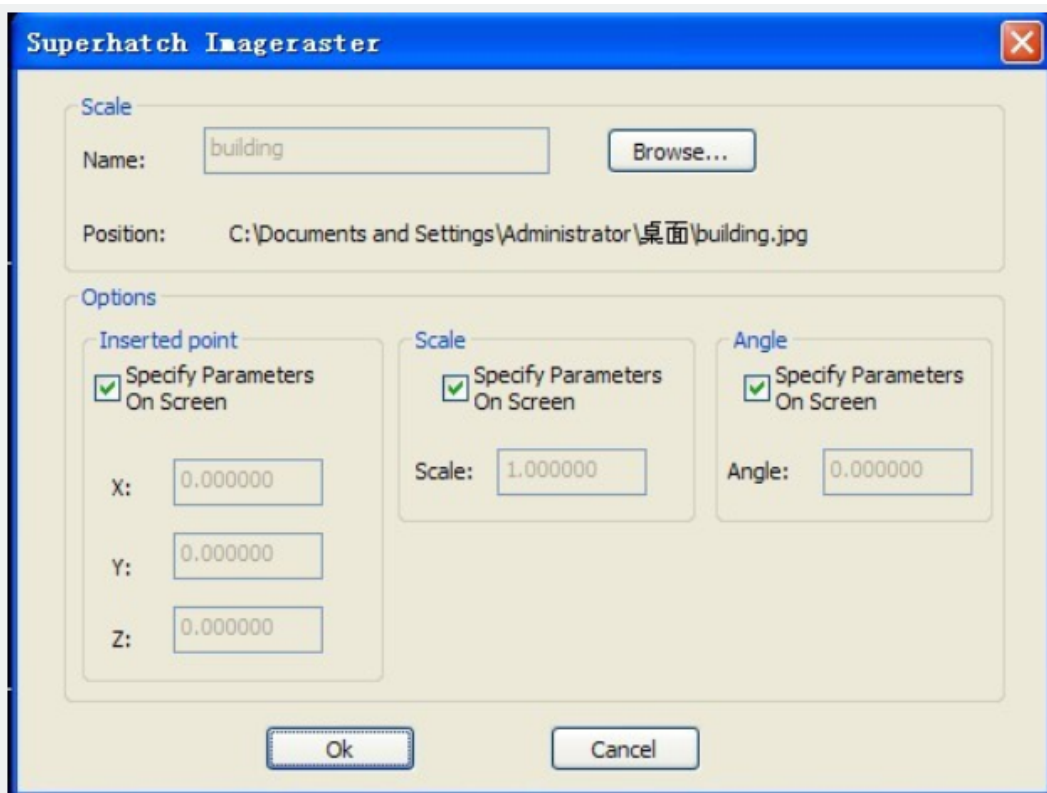 Superhatch Imageraster
Scale
Name:
building
Browse...
Position:
C:\Documents and Settings\Administrator\桌面\building.jpg
Options
Inserted point
Specify Parameters
On Screen
X:
0.000000
Y:
0.000000
Z:
0.000000
Scale
Specify Parameters
On Screen
Scale:
1.000000
Angle
Specify Parameters
On Screen
Angle:
0.000000
Ok
Cancel